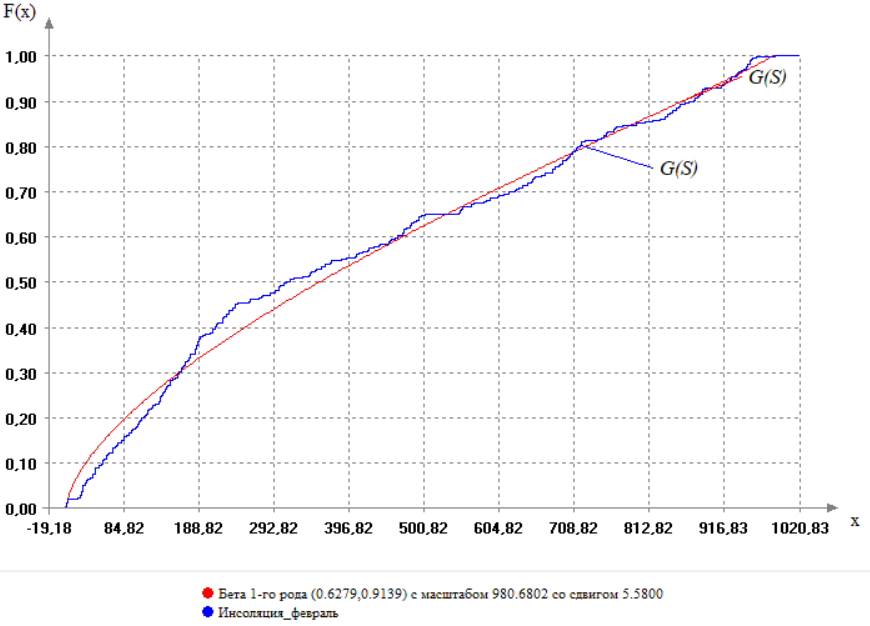 F(x)
1,00
G(S)
0,90
0,80
G(S)
0,70
0,60
0,50
0,40
0,30
0,20
0,10
0,00
-19,18 84,82 188,82 292,82 396,82 500,82 604,82 708,82 812,82 916,83 1020,83 x
Бета 1-го рода (0.6279,0.9139) с масштабом 980.6802 со сдвигом 5.5800
Инсоляция_февраль